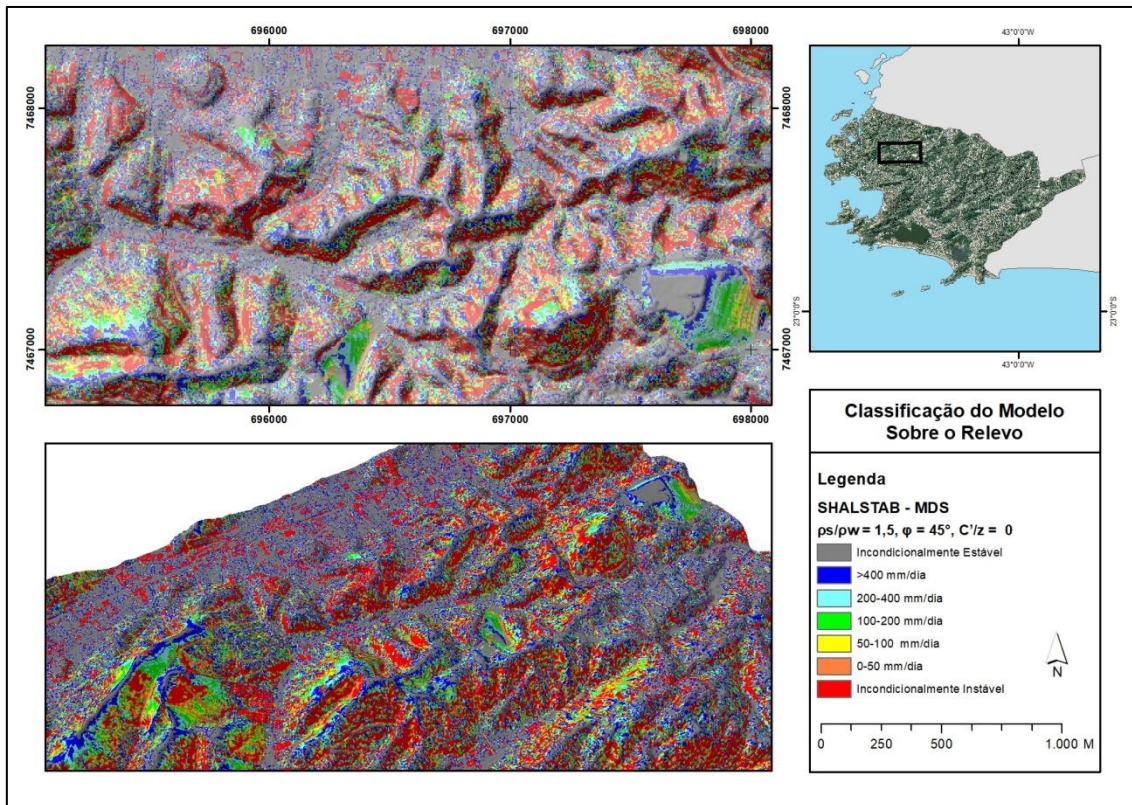 696000
697000
698000
7468000
7467000
7468000
7467000
696000
697000
698000
43°0'0"W
23°0'0"S
23°0'0"S
43°0'0"W
Classificação do Modelo
Sobre o Relevo
Legenda
SHALSTAB - MDS
ρs/ρw = 1,5, φ = 45°, C'/z = 0
Incondicionalmente Estável
>400 mm/dia
200-400 mm/dia
100-200 mm/dia
50-100 mm/dia
0-50 mm/dia
Incondicionalmente Instável
N
0 250 500 1.000 M